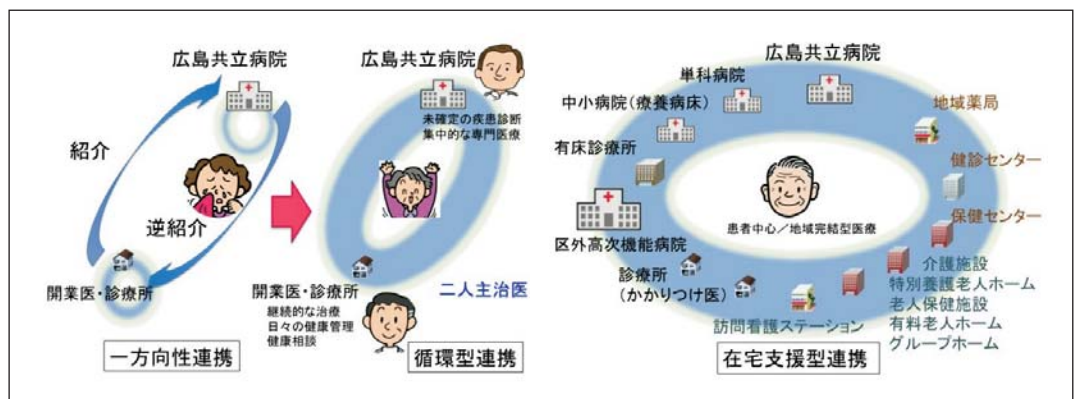 広島共立病院
紹介
逆紹介
開業医・診療所
一方向性連携
広島共立病院
未確定の疾患診断
集中的な専門医療
二人主治医
開業医・診療所
継続的な治療
日々の健康管理
健康相談
循環型連携
広島共立病院
単科病院
中小病院(療養病床)
有床診療所
区外高次機能病院
診療所
(かかりつけ医)
訪問看護ステーション
患者中心/地域完結型医療
地域薬局
健診センター
保健センター
介護施設
特別養護老人ホーム
老人保健施設
有料老人ホーム
グループホーム
在宅支援型連携